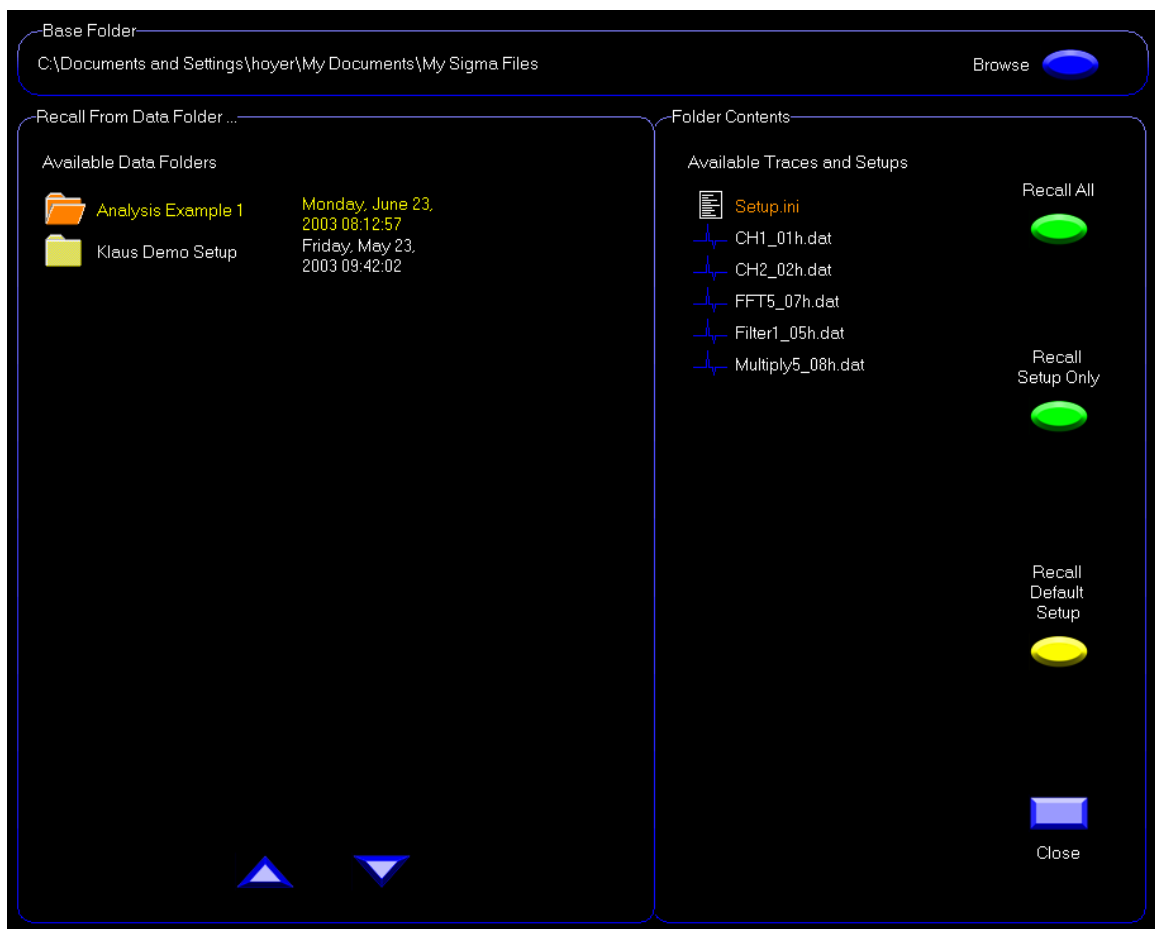 Base Folder
C:\Documents and Settings\hoyer\My Documents\My Sigma Files
Browse
Recall From Data Folder ...
Available Data Folders
Analysis Example 1
Monday, June 23,
2003 08:12:57
Klaus Demo Setup
Friday, May 23,
2003 09:42:02
Folder Contents
Available Traces and Setups
Setup.ini
CH1_01h.dat
CH2_02h.dat
FFT5_07h.dat
Filter1_05h.dat
Multiply5_08h.dat
Recall All
Recall
Setup Only
Recall
Default
Setup
Close